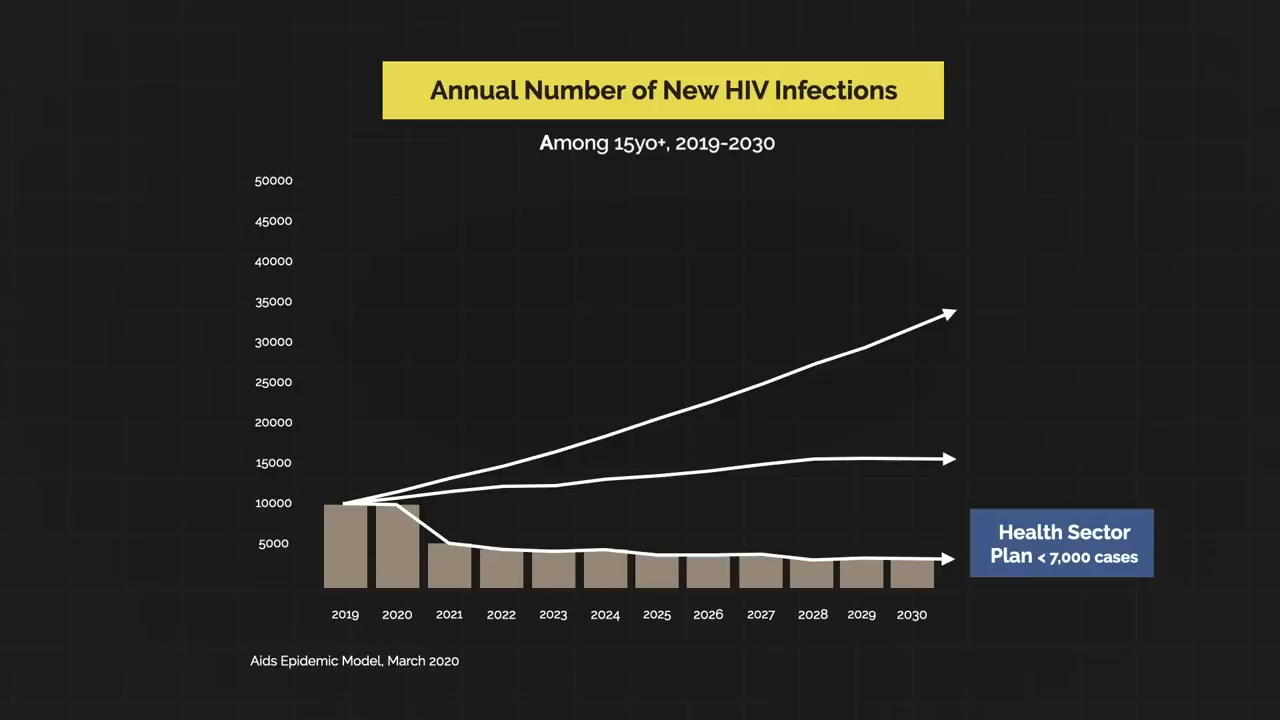 Annual Number of New HIV Infections
Among 15yo+, 2019-2030
50000
45000
40000
35000
30000
25000
20000
15000
10000
5000
Health Sector
Plan < 7,000 cases
2019 2020 2021 2022 2023 2024 2025 2026 2027 2028 2029 2030
Aids Epidemic Model, March 2020